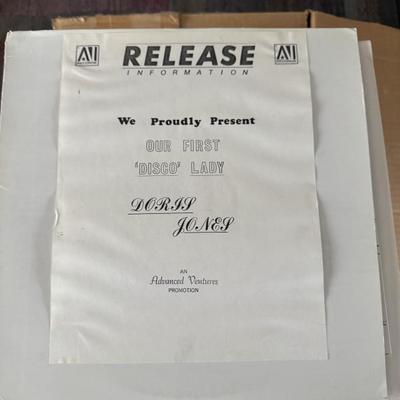 RELEASE
INFORMATION
We Proudly Present
OUR FIRST
'DISCO' LADY
DORIS
JONES
AN
Advanced Ventures
PROMOTION